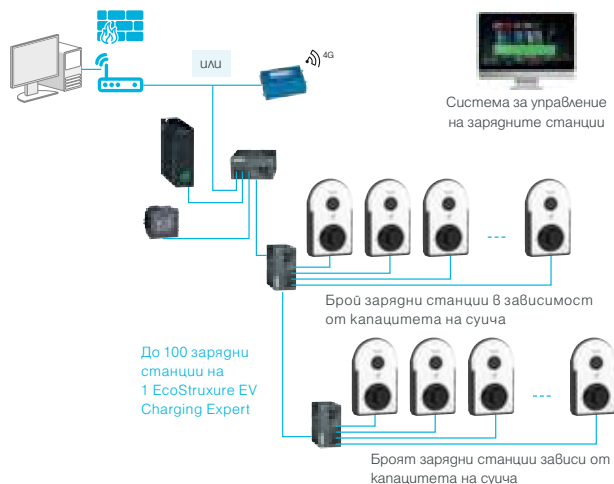 или
4G
Система за управление
на зарядните станции
Брой зарядни станции в зависимост
от капацитета на суича
До 100 зарядни
станции на
1 EcoStruxure EV
Charging Expert
Броят зарядни станции зависи от
капацитета на суича